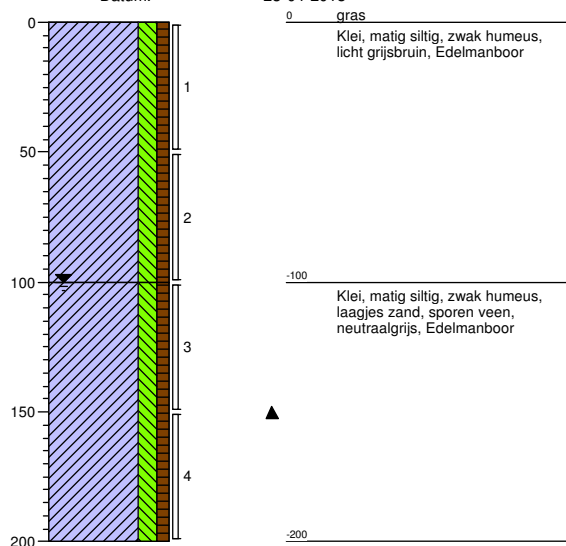 0
50
100
150
200
1
2
3
4
0 gras
Klei, matig siltig, zwak humeus,
licht grijsbruin, Edelmanboor
-100
Klei, matig siltig, zwak humeus,
laagjes zand, sporen veen,
neutraalgrijs, Edelmanboor
-200